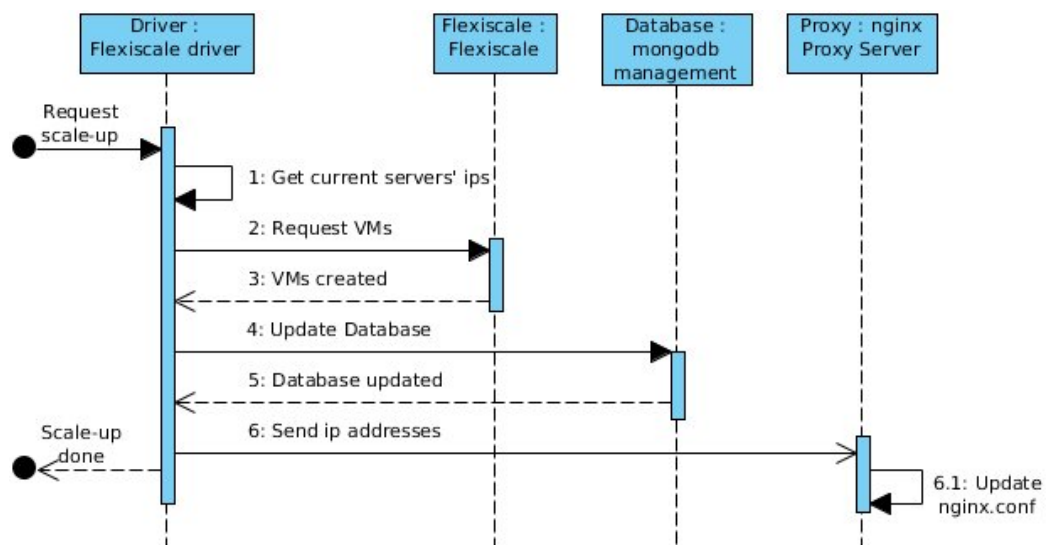 Driver :
Flexiscale driver
Flexiscale :
Flexiscale
Database :
mongodb
management
Proxy : nginx
Proxy Server
Request
scale-up
1: Get current servers' ips
2: Request VMs
3: VMs created
4: Update Database
5: Database updated
6: Send ip addresses
Scale-up
done
6.1: Update
nginx.conf